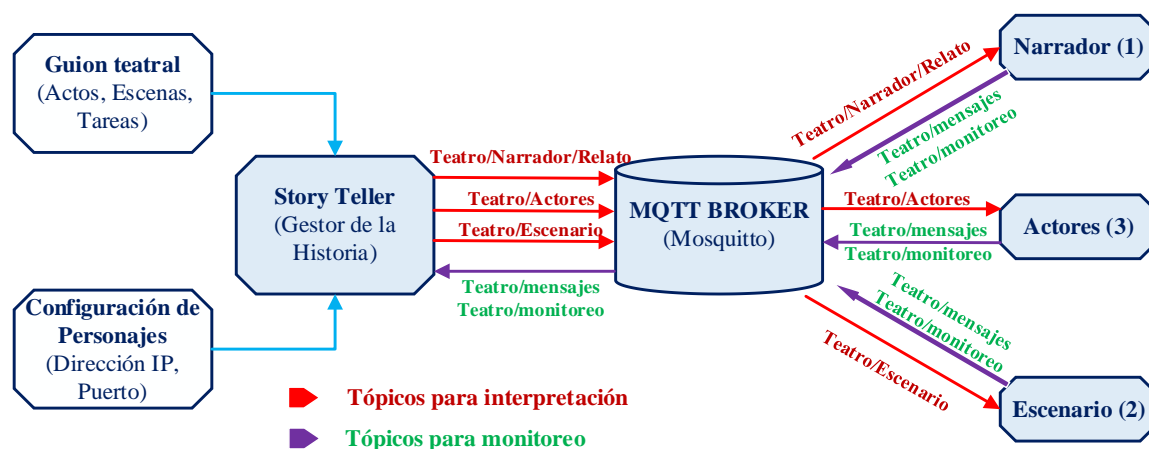 Guion teatral
(Actos, Escenas,
Tareas)
Configuración de
Personajes
(Dirección IP,
Puerto)
Story Teller
(Gestor de la
Historia)
Teatro/Narrador/Relato
Teatro/Actores
Teatro/Escenario
Teatro/mensajes
Teatro/monitoreo
MQTT BROKER
(Mosquitto)
Teatro/Narrador/Relato
Teatro/mensajes
Teatro/monitoreo
Narrador (1)
Teatro/Actores
Teatro/mensajes
Teatro/monitoreo
Actores (3)
Teatro/mensajes
Teatro/monitoreo
Teatro/Escenario
Escenario (2)
Tópicos para interpretación
Tópicos para monitoreo